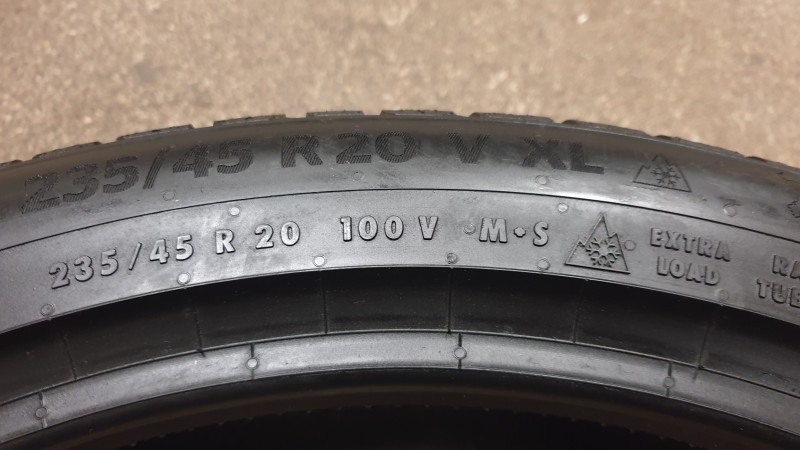 235/45 R20 V XL
235/45 R 20 100 V M•S EXTRA LOAD